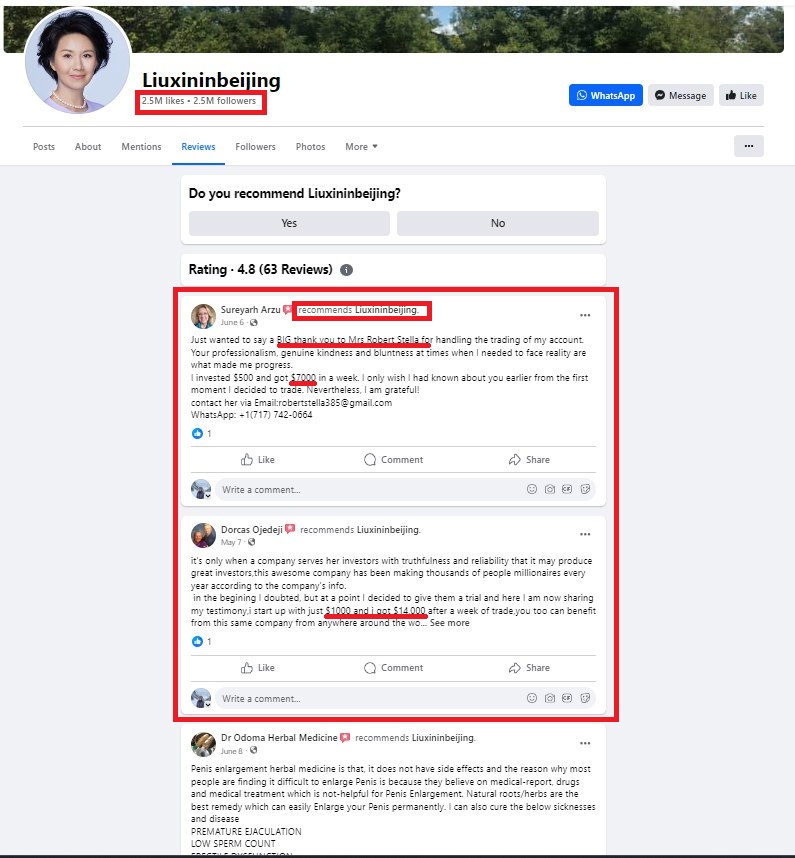 Liuxininbeijing
2.5M likes • 2.5M followers
WhatsApp
Message
Like
Posts
About
Mentions
Reviews
Followers
Photos
More
Do you recommend Liuxininbeijing?
Yes
No
Rating · 4.8 (63 Reviews)
Sureyarh Arzu recommends Liuxininbeijing.
June 6 ·
Just wanted to say a BIG thank you to Mrs Robert Stella for handling the trading of my account.
Your professionalism, genuine kindness and bluntness at times when I needed to face reality are
what made me progress.
I invested $500 and got $7000 in a week. I only wish I had known about you earlier from the first
moment I decided to trade. Nevertheless, I am grateful!
contact her via Email:robertstella385@gmail.com
WhatsApp: +1(717) 742-0664
1
Like
Comment
Share
Write a comment...
Dorcas Ojedeji recommends Liuxininbeijing.
May 7 ·
it's only when a company serves her investors with truthfulness and reliability that it may produce
great investors,this awesome company has been making thousands of people millionaires every
year according to the company's info.
in the begining I doubted, but at a point I decided to give them a trial and here I am now sharing
my testimony,i start up with just $1000 and i got $14,000 after a week of trade,you too can benefit
from this same company from anywhere around the wo... See more
1
Like
Comment
Share
Write a comment...
Dr Odoma Herbal Medicine recommends Liuxininbeijing.
June 8 ·
Penis enlargement herbal medicine is that, it does not have side effects and the reason why most
people are finding it difficult to enlarge Penis is because they believe on medical-report, drugs
and medical treatment which is not-helpful for Penis Enlargement. Natural roots/herbs are the
best remedy which can easily Enlarge your Penis permanently. I can also cure the below sicknesses
and disease
PREMATURE EJACULATION
LOW SPERM COUNT